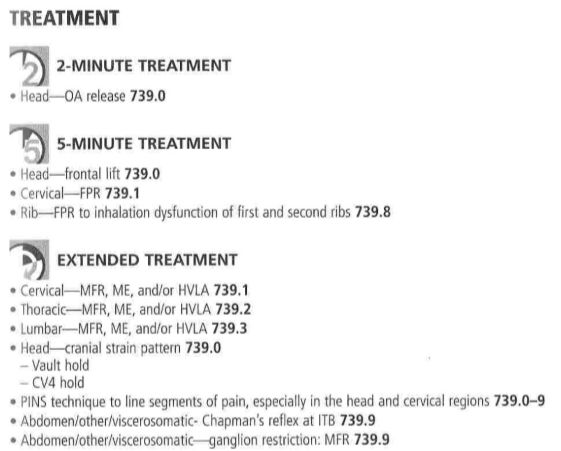 TREATMENT
2 2-MINUTE TREATMENT
• Head—OA release 739.0
5 5-MINUTE TREATMENT
• Head—frontal lift 739.0
• Cervical—FPR 739.1
• Rib—FPR to inhalation dysfunction of first and second ribs 739.8
EXTENDED TREATMENT
• Cervical—MFR, ME, and/or HVLA 739.1
• Thoracic—MFR, ME, and/or HVLA 739.2
• Lumbar—MFR, ME, and/or HVLA 739.3
• Head—cranial strain pattern 739.0
– Vault hold
– CV4 hold
• PINS technique to line segments of pain, especially in the head and cervical regions 739.0–9
• Abdomen/other/viscerosomatic- Chapman's reflex at ITB 739.9
• Abdomen/other/viscerosomatic—ganglion restriction: MFR 739.9